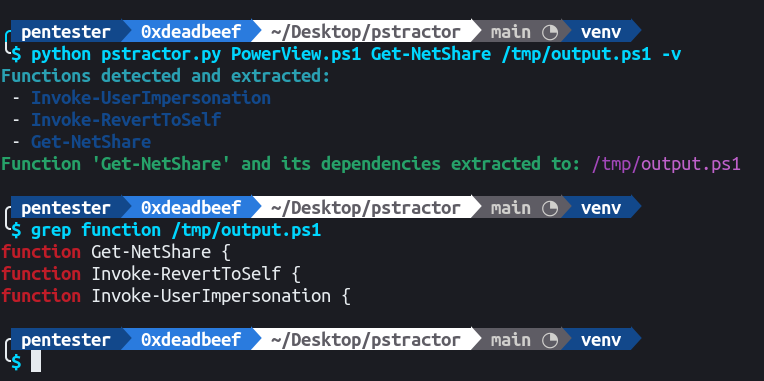 pentester 0xdeadbeef ~/Desktop/pstractor main venv
$ python pstractor.py PowerView.ps1 Get-NetShare /tmp/output.ps1 -v
Functions detected and extracted:
- Invoke-UserImpersonation
- Invoke-RevertToSelf
- Get-NetShare
Function 'Get-NetShare' and its dependencies extracted to: /tmp/output.ps1
pentester 0xdeadbeef ~/Desktop/pstractor main venv
$ grep function /tmp/output.ps1
function Get-NetShare {
function Invoke-RevertToSelf {
function Invoke-UserImpersonation {
pentester 0xdeadbeef ~/Desktop/pstractor main venv
$